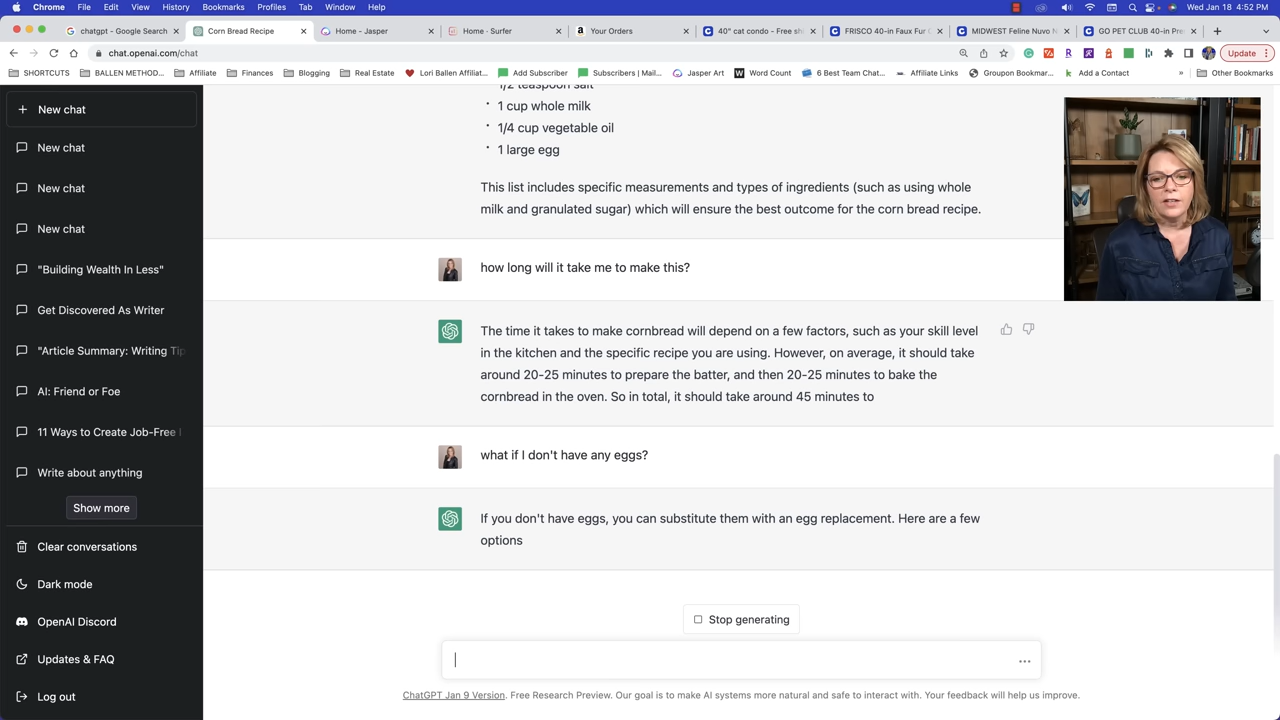 Chrome File Edit View History Bookmarks Profiles Tab Window Help Wed Jan 18 4:52 PM
chatgpt - Google Search
Corn Bread Recipe
Home - Jasper
Home · Surfer
Your Orders
40" cat condo - Free sh
FRISCO 40-in Faux Fur
MIDWEST Feline Nuvo N
GO PET CLUB 40-in Pre
chat.openai.com/chat
Update
SHORTCUTS
BALLEN METHOD...
Affiliate
Finances
Blogging
Real Estate
Lori Ballen Affiliat...
Add Subscriber
Subscribers | Mail...
Jasper Art
Word Count
6 Best Team Chat...
Affiliate Links
Groupon Bookmar...
Add a Contact
»
Other Bookmarks
+ New chat
New chat
New chat
New chat
"Building Wealth In Less"
Get Discovered As Writer
"Article Summary: Writing Tip
AI: Friend or Foe
11 Ways to Create Job-Free
Write about anything
Show more
Clear conversations
Dark mode
OpenAI Discord
Updates & FAQ
Log out
1/2 teaspoon salt
• 1 cup whole milk
• 1/4 cup vegetable oil
• 1 large egg
This list includes specific measurements and types of ingredients (such as using whole
milk and granulated sugar) which will ensure the best outcome for the corn bread recipe.
how long will it take me to make this?
The time it takes to make cornbread will depend on a few factors, such as your skill level
in the kitchen and the specific recipe you are using. However, on average, it should take
around 20-25 minutes to prepare the batter, and then 20-25 minutes to bake the
cornbread in the oven. So in total, it should take around 45 minutes to
what if I don't have any eggs?
If you don't have eggs, you can substitute them with an egg replacement. Here are a few
options
Stop generating
ChatGPT Jan 9 Version. Free Research Preview. Our goal is to make AI systems more natural and safe to interact with. Your feedback will help us improve.